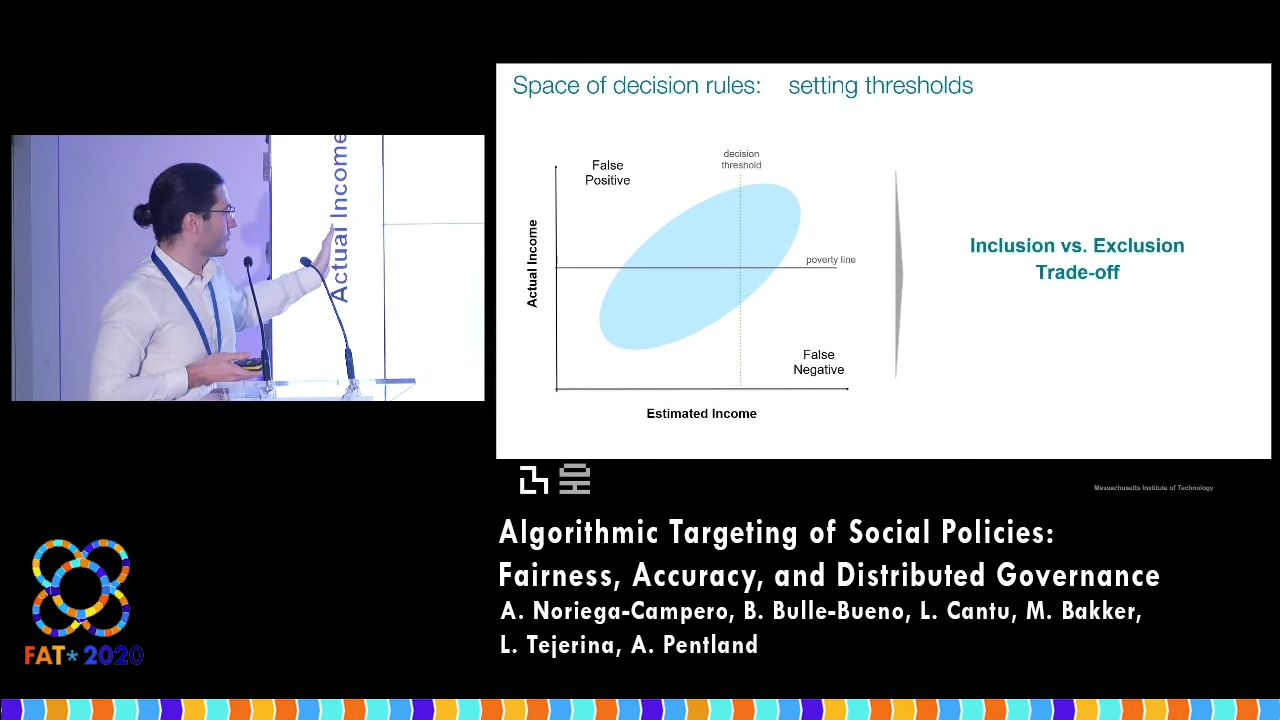 Space of decision rules: setting thresholds
Actual Income
False
Positive
decision
threshold
Actual Income
poverty line
False
Negative
Estimated Income
Inclusion vs. Exclusion
Trade-off
Massachusetts Institute of Technology
Algorithmic Targeting of Social Policies:
Fairness, Accuracy, and Distributed Governance
A. Noriega-Campero, B. Bulle-Bueno, L. Cantu, M. Bakker,
L. Tejerina, A. Pentland
FAT* 2020